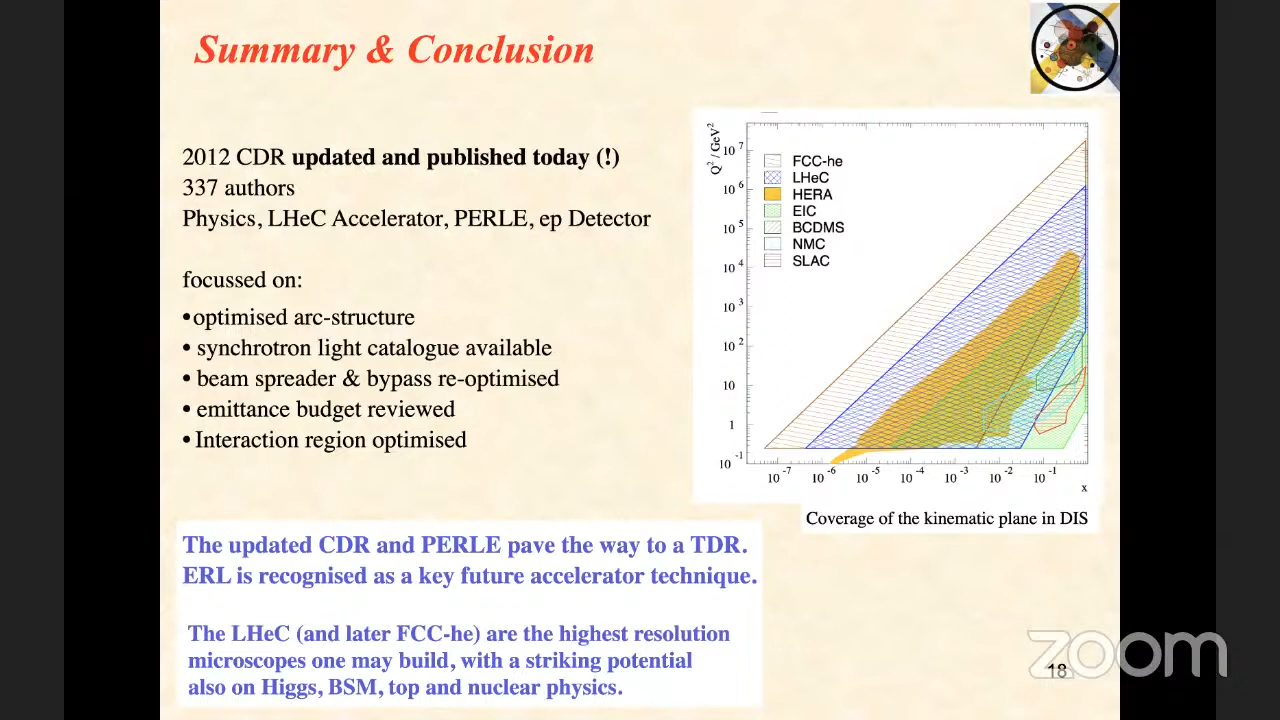 Summary & Conclusion
2012 CDR updated and published today (!)
337 authors
Physics, LHeC Accelerator, PERLE, ep Detector
focussed on:
•optimised arc-structure
• synchrotron light catalogue available
• beam spreader & bypass re-optimised
• emittance budget reviewed
• Interaction region optimised
The updated CDR and PERLE pave the way to a TDR.
ERL is recognised as a key future accelerator technique.
The LHeC (and later FCC-he) are the highest resolution
microscopes one may build, with a striking potential
also on Higgs, BSM, top and nuclear physics.
Q² / GeV²
10⁷
10⁶
10⁵
10⁴
10³
10²
10
1
10⁻¹
FCC-he
LHeC
HERA
EIC
BCDMS
NMC
SLAC
10⁻⁷ 10⁻⁶ 10⁻⁵ 10⁻⁴ 10⁻³ 10⁻² 10⁻¹
x
Coverage of the kinematic plane in DIS
zoom
18